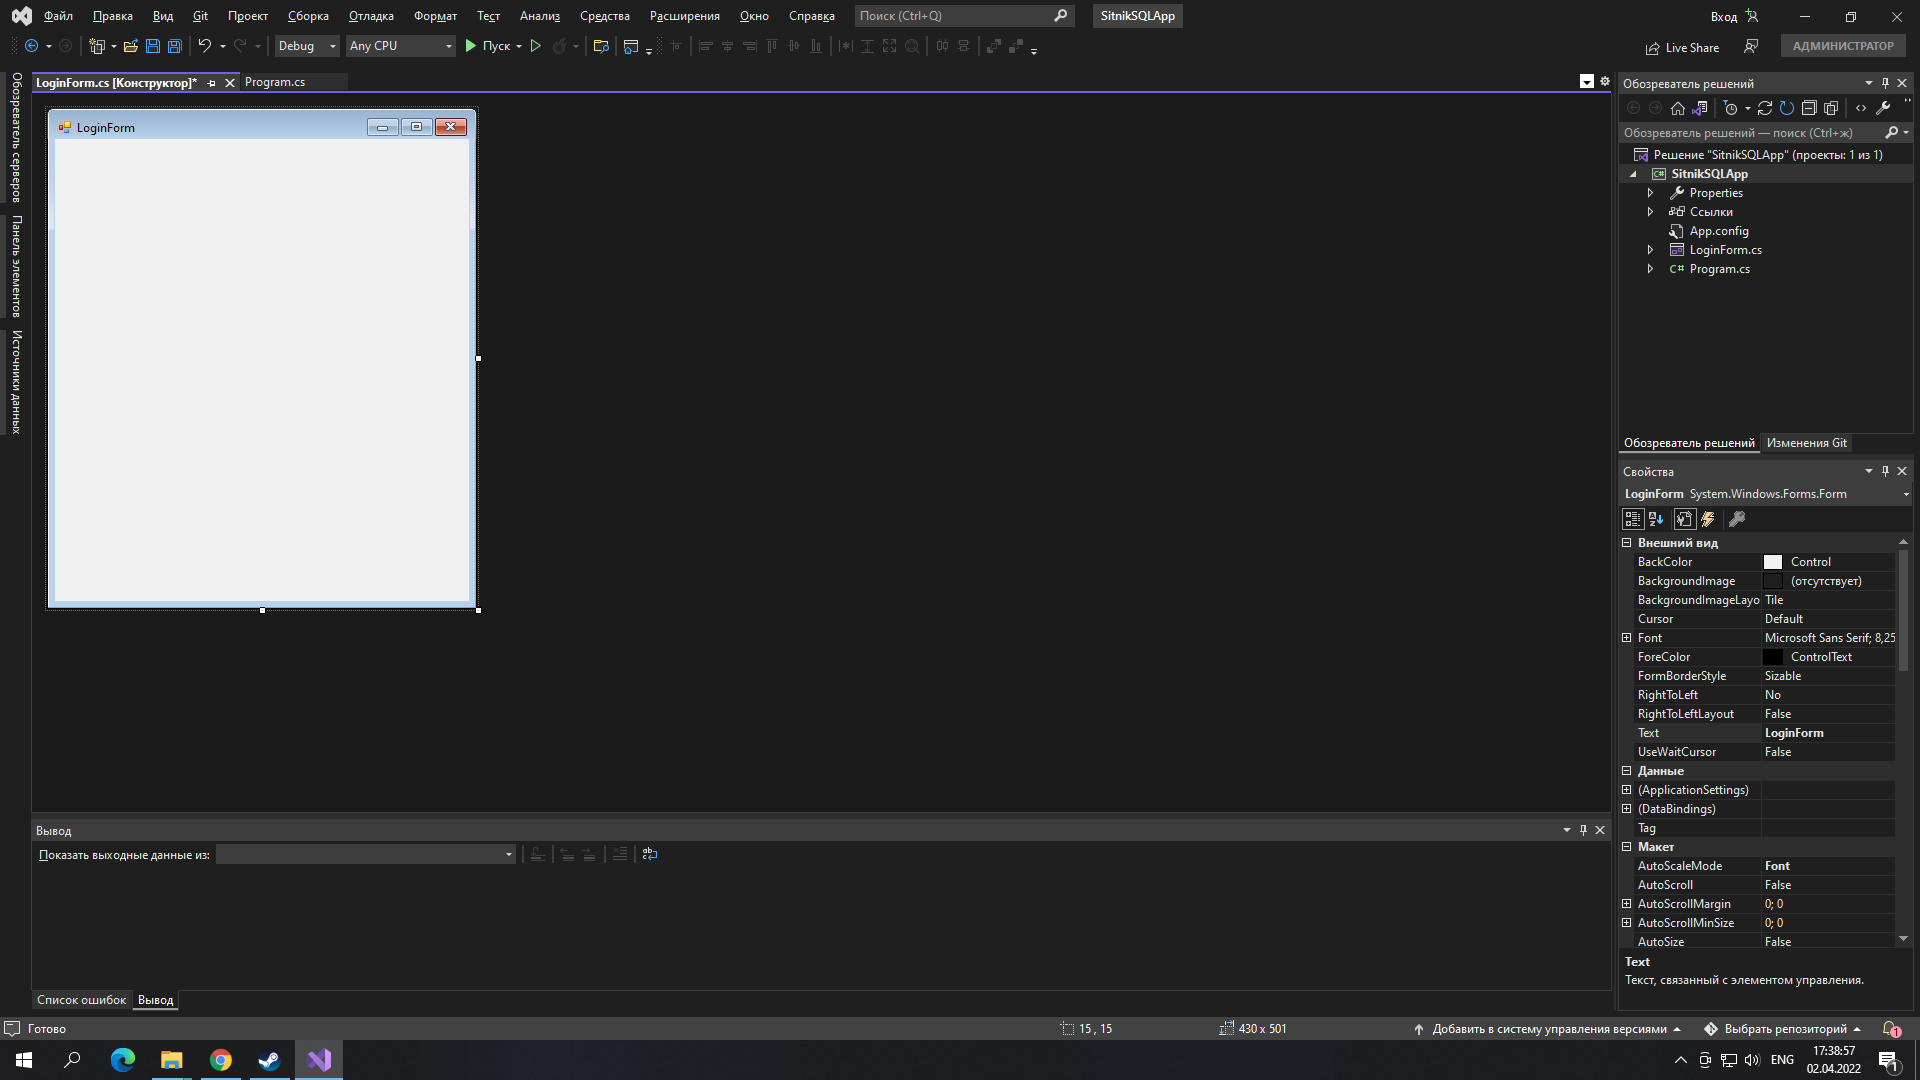 Файл Правка Вид Git Проект Сборка Отладка Формат Тест Анализ Средства Расширения Окно Справка Поиск (Ctrl+Q) SitnikSQLApp Вход
Debug Any CPU Пуск Live Share АДМИНИСТРАТОР
Обозреватель серверов
Панель элементов
Источники данных
LoginForm.cs [Конструктор]* Program.cs
LoginForm
Обозреватель решений
Обозреватель решений — поиск (Ctrl+ж)
Решение "SitnikSQLApp" (проекты: 1 из 1)
SitnikSQLApp
Properties
Ссылки
App.config
LoginForm.cs
C# Program.cs
Обозреватель решений Изменения Git
Свойства
LoginForm System.Windows.Forms.Form
Внешний вид
BackColor Control
BackgroundImage (отсутствует)
BackgroundImageLayo Tile
Cursor Default
Font Microsoft Sans Serif; 8,25
ForeColor ControlText
FormBorderStyle Sizable
RightToLeft No
RightToLeftLayout False
Text LoginForm
UseWaitCursor False
Данные
(ApplicationSettings)
(DataBindings)
Tag
Макет
AutoScaleMode Font
AutoScroll False
AutoScrollMargin 0; 0
AutoScrollMinSize 0; 0
AutoSize False
Text
Текст, связанный с элементом управления.
Вывод
Показать выходные данные из:
Список ошибок Вывод
Готово 15 , 15 430 x 501 Добавить в систему управления версиями Выбрать репозиторий 1
ENG 17:38:57
02.04.2022 1